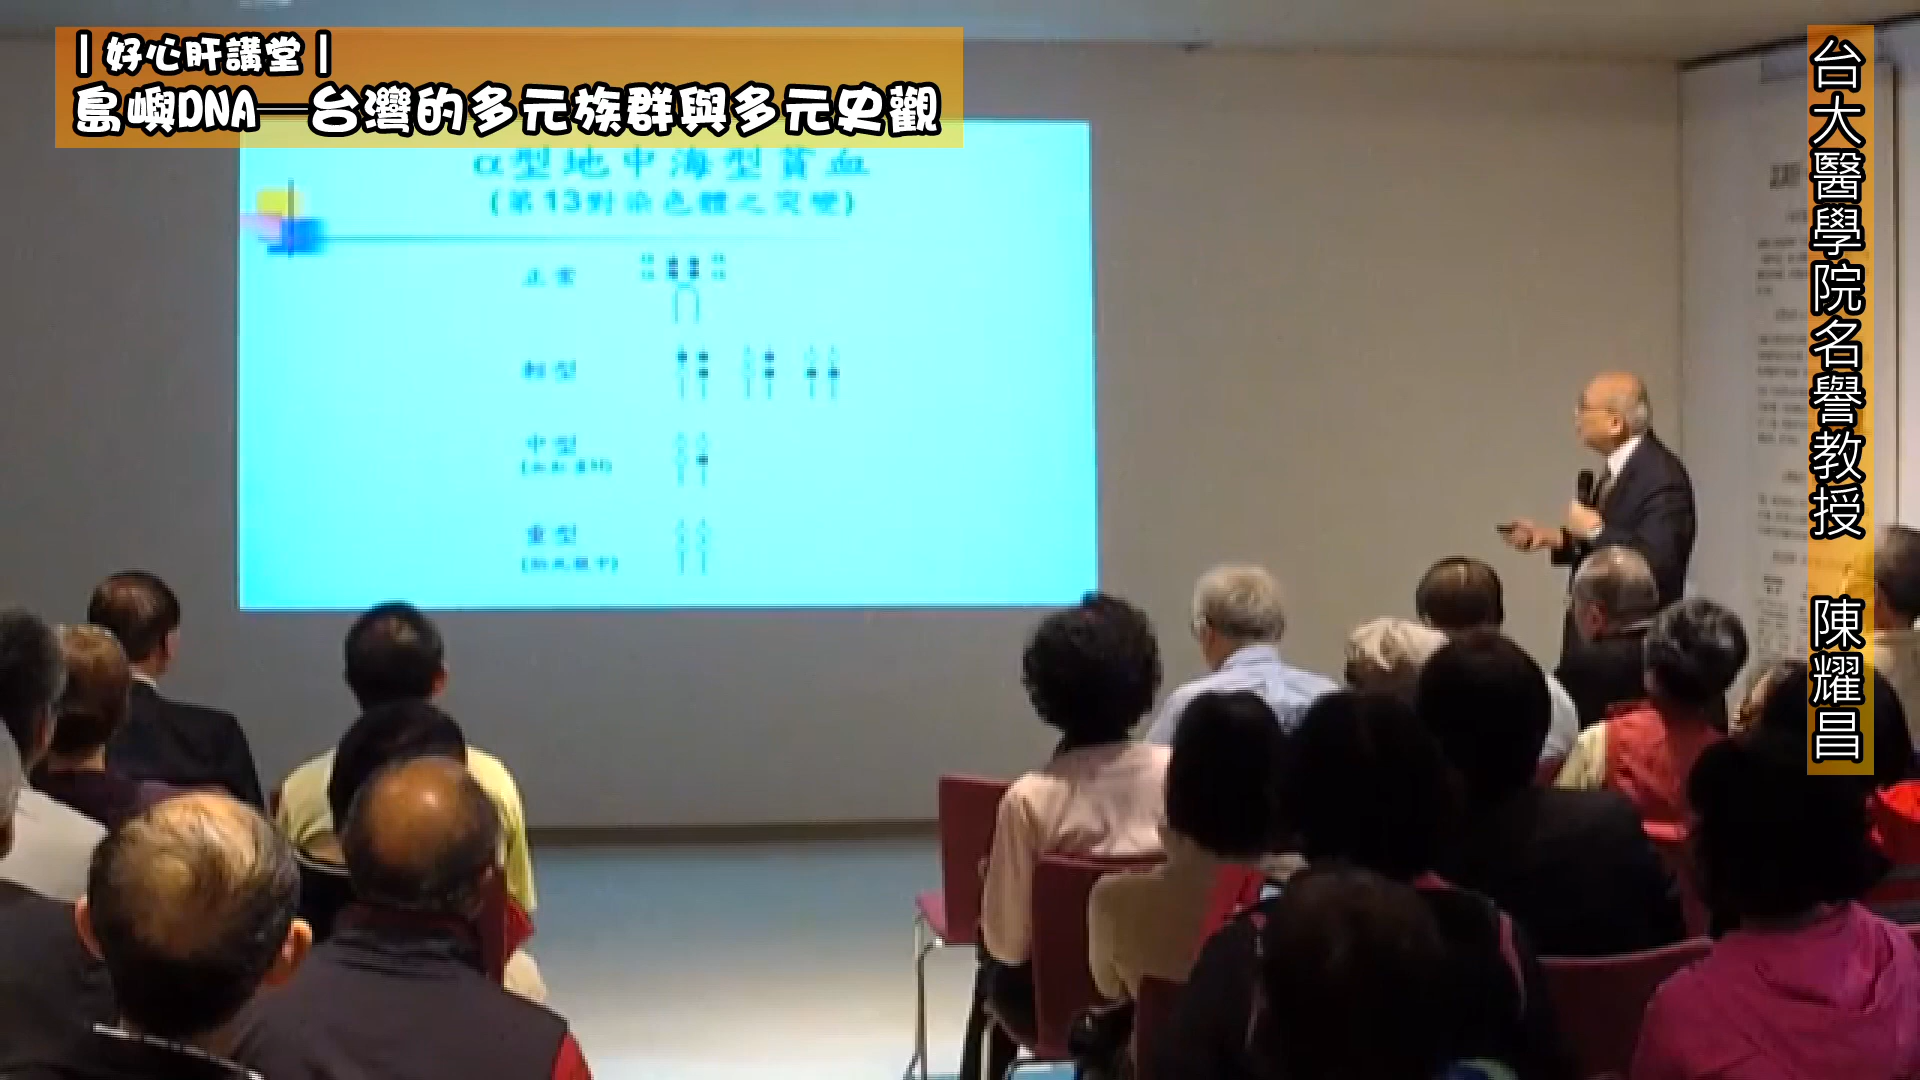 |好心肝講堂|
島嶼DNA—台灣的多元族群與多元史觀
α型地中海型貧血
(第13對染色體之突變)
正常
輕型
中型
重型
台大醫學院名譽教授 陳耀昌